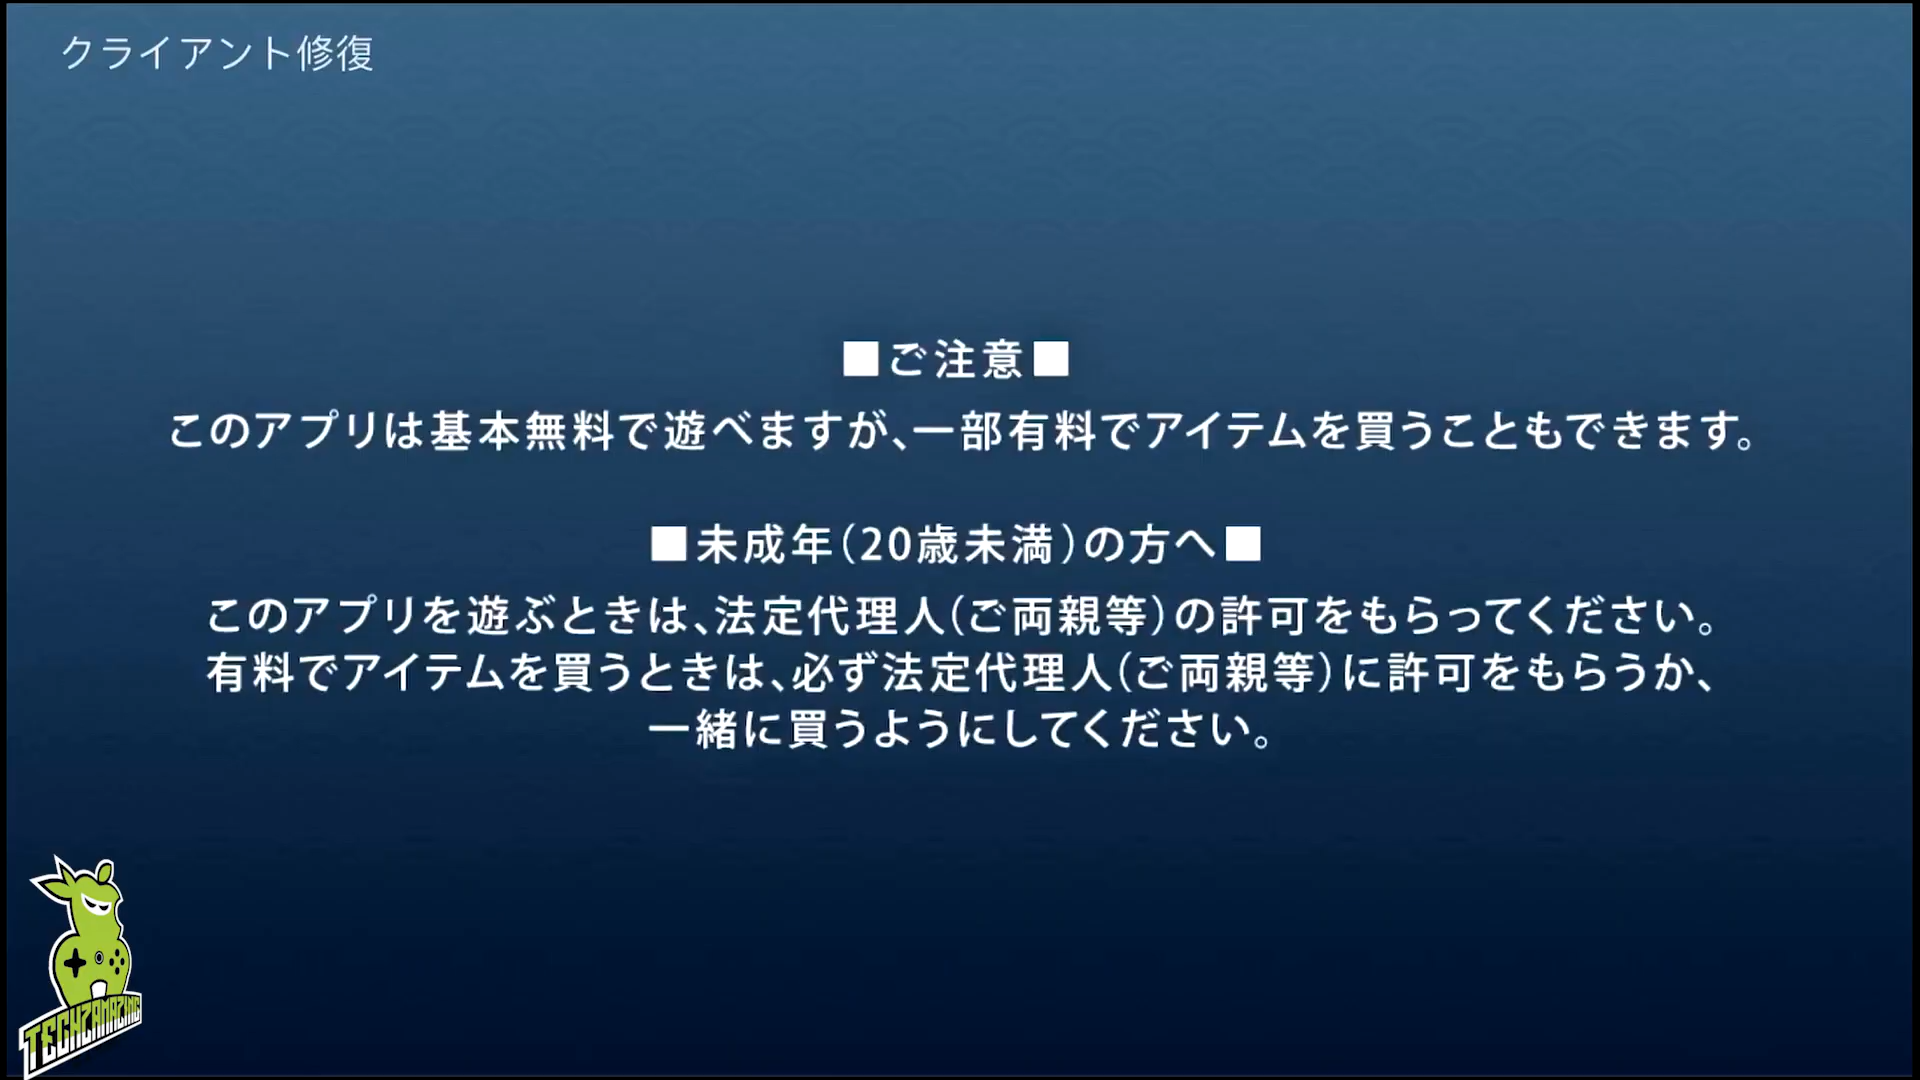 クライアント修復
■ご注意■
このアプリは基本無料で遊べますが、一部有料でアイテムを買うこともできます。
■未成年(20歳未満)の方へ■
このアプリを遊ぶときは、法定代理人(ご両親等)の許可をもらってください。
有料でアイテムを買うときは、必ず法定代理人(ご両親等)に許可をもらうか、
一緒に買うようにしてください。
TECHZAMAZING